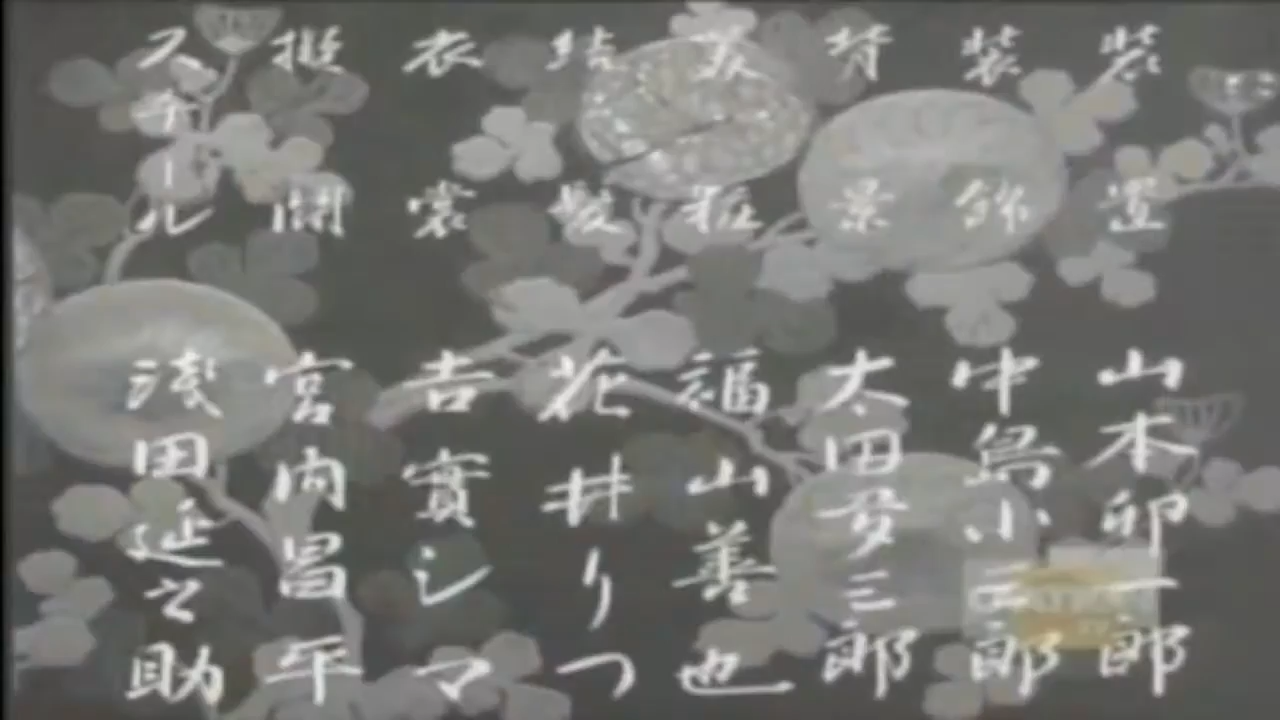 装置 山本卯一郎
装飾 中島小三郎
背景 太田多三郎
美粧 福山善也
結髪 花井りつ
衣裳 吉實シマ
擬闘 宮内昌平
スチール 浅田延之助